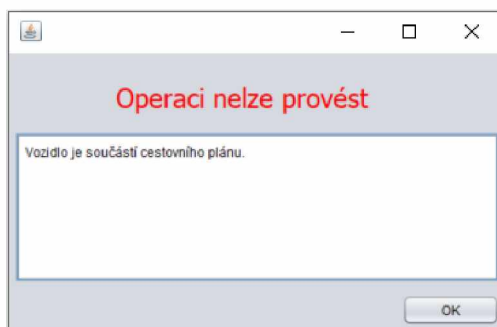 Operaci nelze provést
Vozidlo je součástí cestovního plánu.
OK